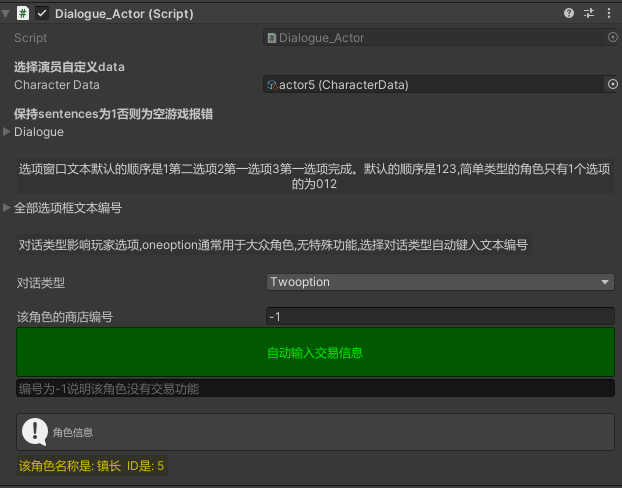 Dialogue_Actor (Script)
Script
Dialogue_Actor
选择演员自定义data
Character Data
actor5 (CharacterData)
保持sentences为1否则为空游戏报错
Dialogue
选项窗口文本默认的顺序是1第二选项2第一选项3第一选项完成。默认的顺序是123,简单类型的角色只有1个选项
的为012
全部选项框文本编号
对话类型影响玩家选项,oneoption通常用于大众角色,无特殊功能,选择对话类型自动键入文本编号
对话类型
Twooption
该角色的商店编号
-1
自动输入交易信息
编号为-1说明该角色没有交易功能
角色信息
该角色名称是: 镇长 ID是: 5